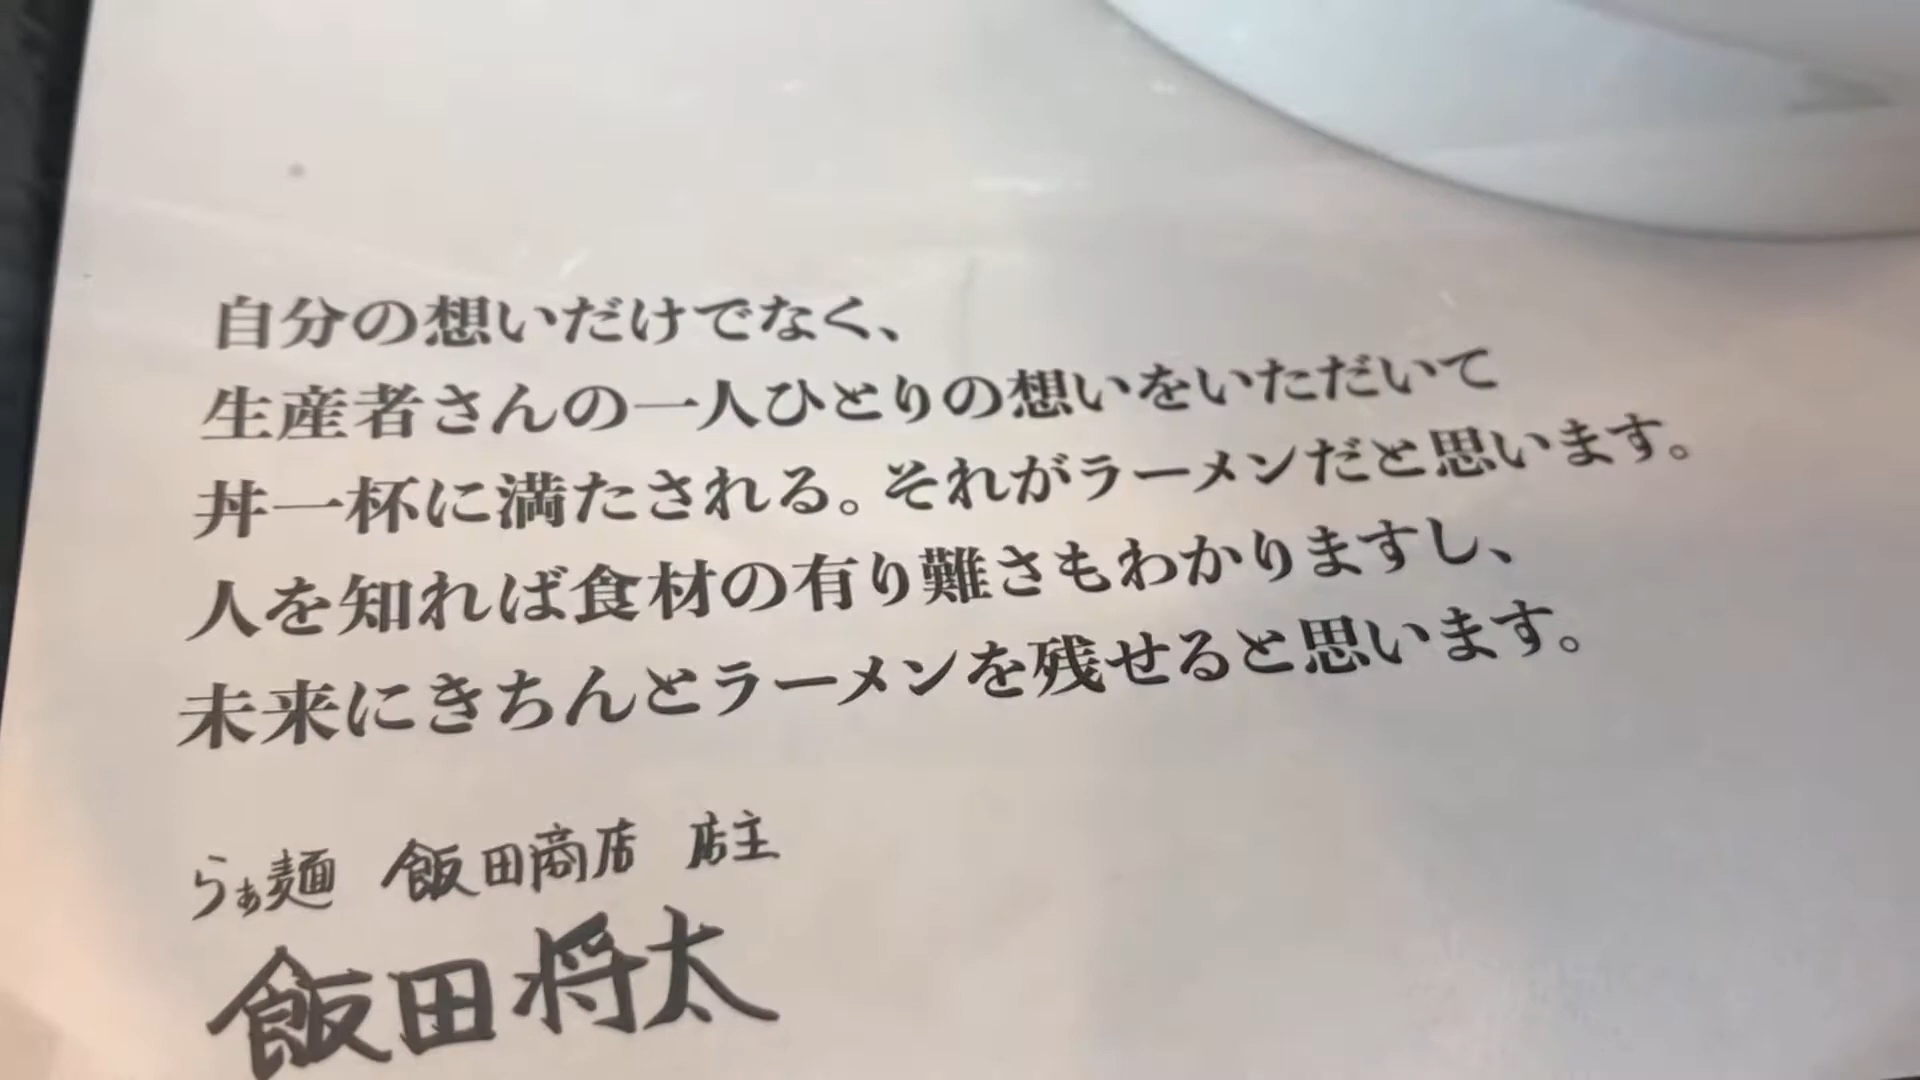 自分の想いだけでなく、
生産者さんの一人ひとりの想いをいただいて
丼一杯に満たされる。それがラーメンだと思います。
人を知れば食材の有り難さもわかりますし、
未来にきちんとラーメンを残せると思います。
らぁ麺 飯田商店 店主
飯田将太